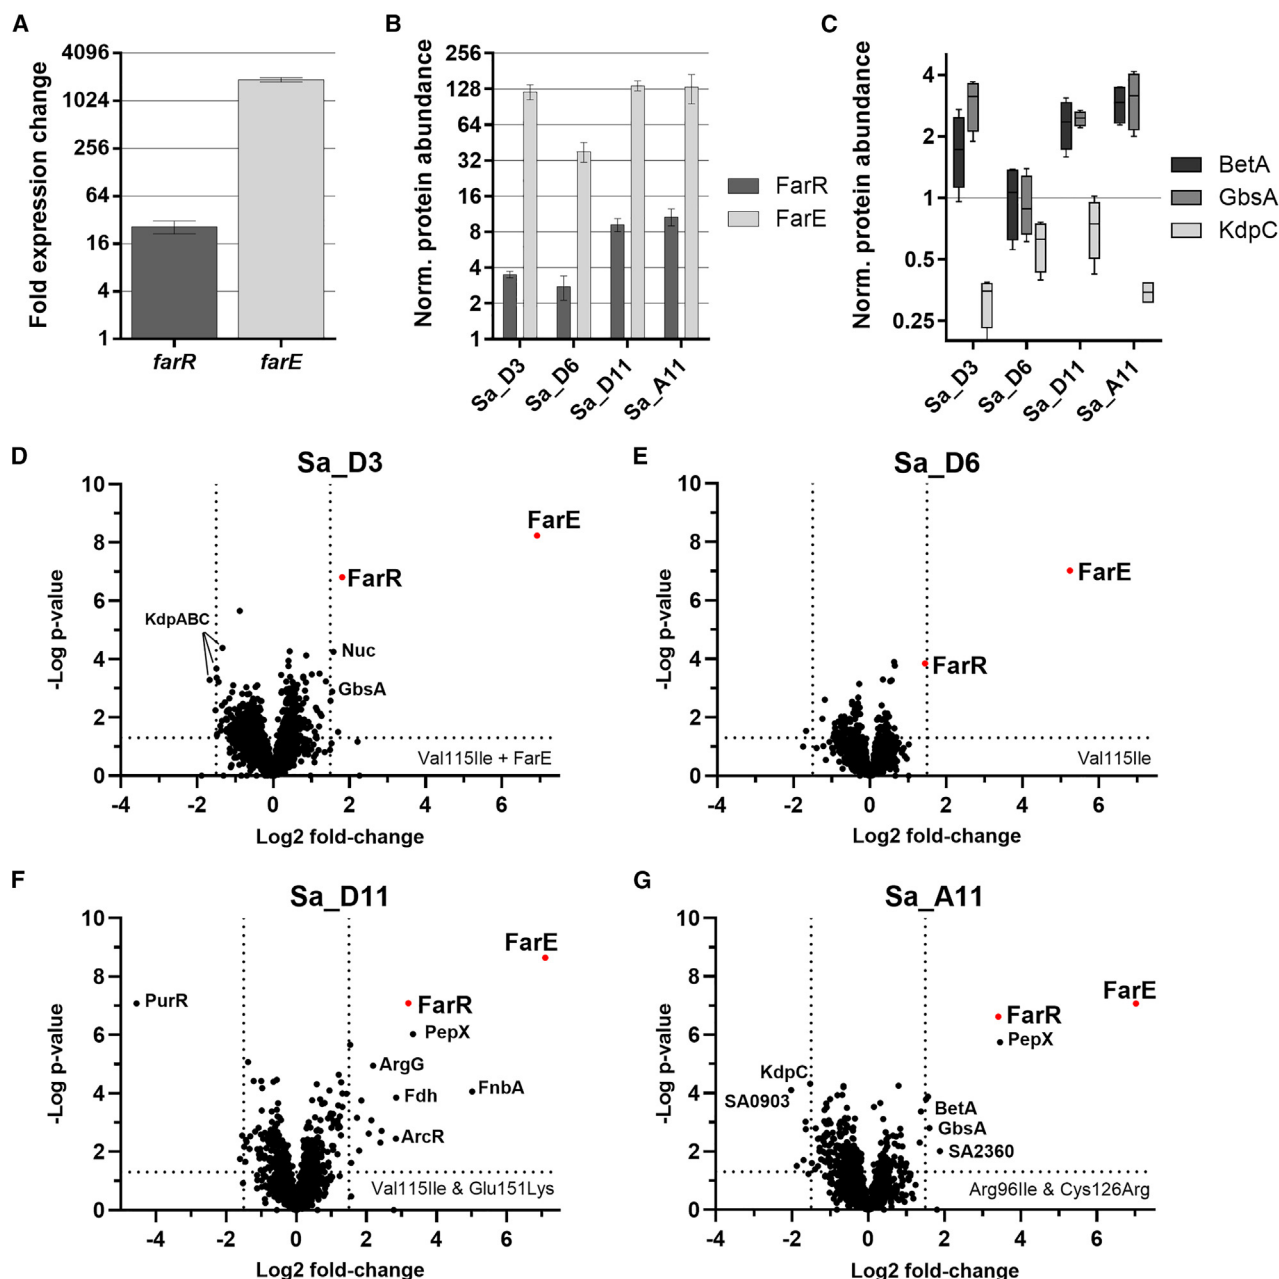 A
Fold expression change
4096
1024
256
64
16
4
1
farR
farE
B
Norm. protein abundance
256
128
64
32
16
8
4
2
1
Sa_D3
Sa_D6
Sa_D11
Sa_A11
FarR
FarE
C
Norm. protein abundance
4
2
1
0.5
0.25
Sa_D3
Sa_D6
Sa_D11
Sa_A11
BetA
GbsA
KdpC
D
Sa_D3
-Log p-value
10
8
6
4
2
0
FarE
FarR
KdpABC
Nuc
GbsA
Val115Ile + FarE
-4
-2
0
2
4
6
Log2 fold-change
E
Sa_D6
-Log p-value
10
8
6
4
2
0
FarE
FarR
Val115Ile
-4
-2
0
2
4
6
Log2 fold-change
F
Sa_D11
-Log p-value
10
8
6
4
2
0
FarE
PurR
FarR
PepX
ArgG
Fdh
FnbA
ArcR
Val115Ile & Glu151Lys
-4
-2
0
2
4
6
Log2 fold-change
G
Sa_A11
-Log p-value
10
8
6
4
2
0
FarE
FarR
PepX
KdpC
SA0903
BetA
GbsA
SA2360
Arg96Ile & Cys126Arg
-4
-2
0
2
4
6
Log2 fold-change